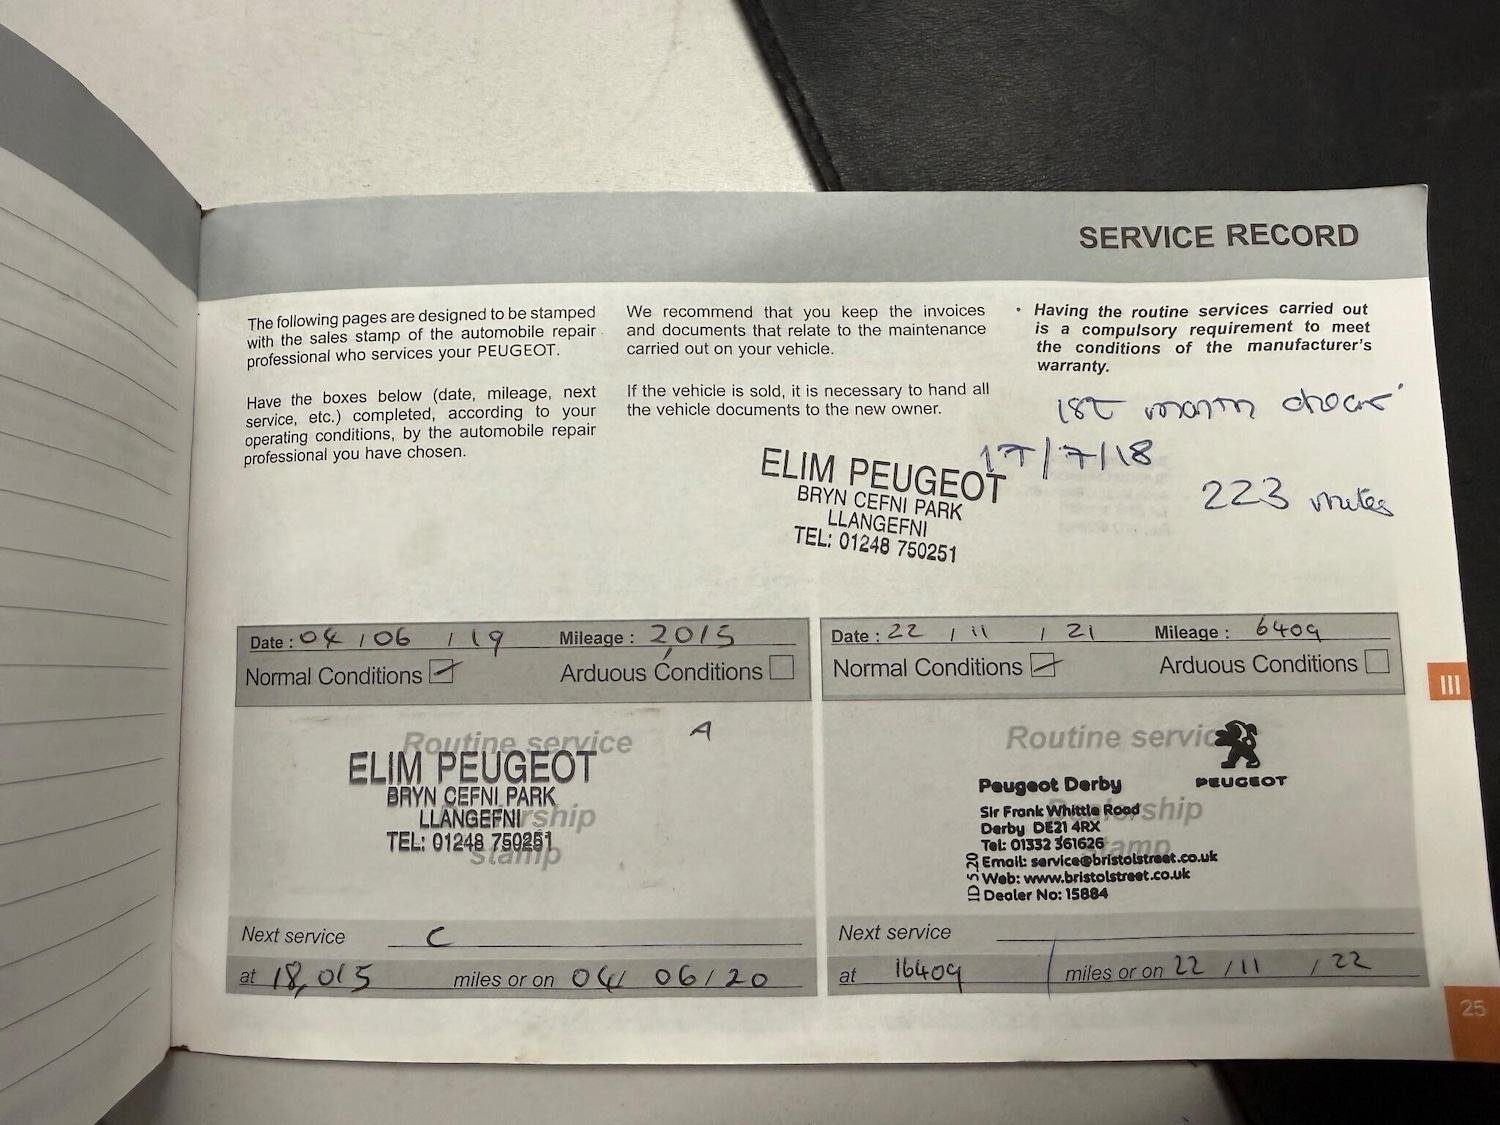 SERVICE RECORD
The following pages are designed to be stamped
with the sales stamp of the automobile repair
professional who services your PEUGEOT.
Have the boxes below (date, mileage, next
service, etc.) completed, according to your
operating conditions, by the automobile repair
professional you have chosen.
We recommend that you keep the invoices
and documents that relate to the maintenance
carried out on your vehicle.
If the vehicle is sold, it is necessary to hand all
the vehicle documents to the new owner.
• Having the routine services carried out
is a compulsory requirement to meet
the conditions of the manufacturer's
warranty.
1st month check
17/7/18
223 miles
ELIM PEUGEOT
BRYN CEFNI PARK
LLANGEFNI
TEL: 01248 750251
Date : 04 / 06 / 19 Mileage : 2,015
Normal Conditions Arduous Conditions
A
Routine service
Dealership
stamp
ELIM PEUGEOT
BRYN CEFNI PARK
LLANGEFNI
TEL: 01248 750251
Next service C
at 18,015 miles or on 04/ 06/20
Date : 22 / 11 / 21 Mileage : 6409
Normal Conditions Arduous Conditions
Routine service
Dealership
stamp
PEUGEOT
Peugeot Derby
Sir Frank Whittle Road
Derby DE21 4RX
Tel: 01332 361626
Email: service@bristolstreet.co.uk
Web: www.bristolstreet.co.uk
Dealer No: 15884
ID 5.20
Next service
at 16409 miles or on 22 /11 / 22
III
25